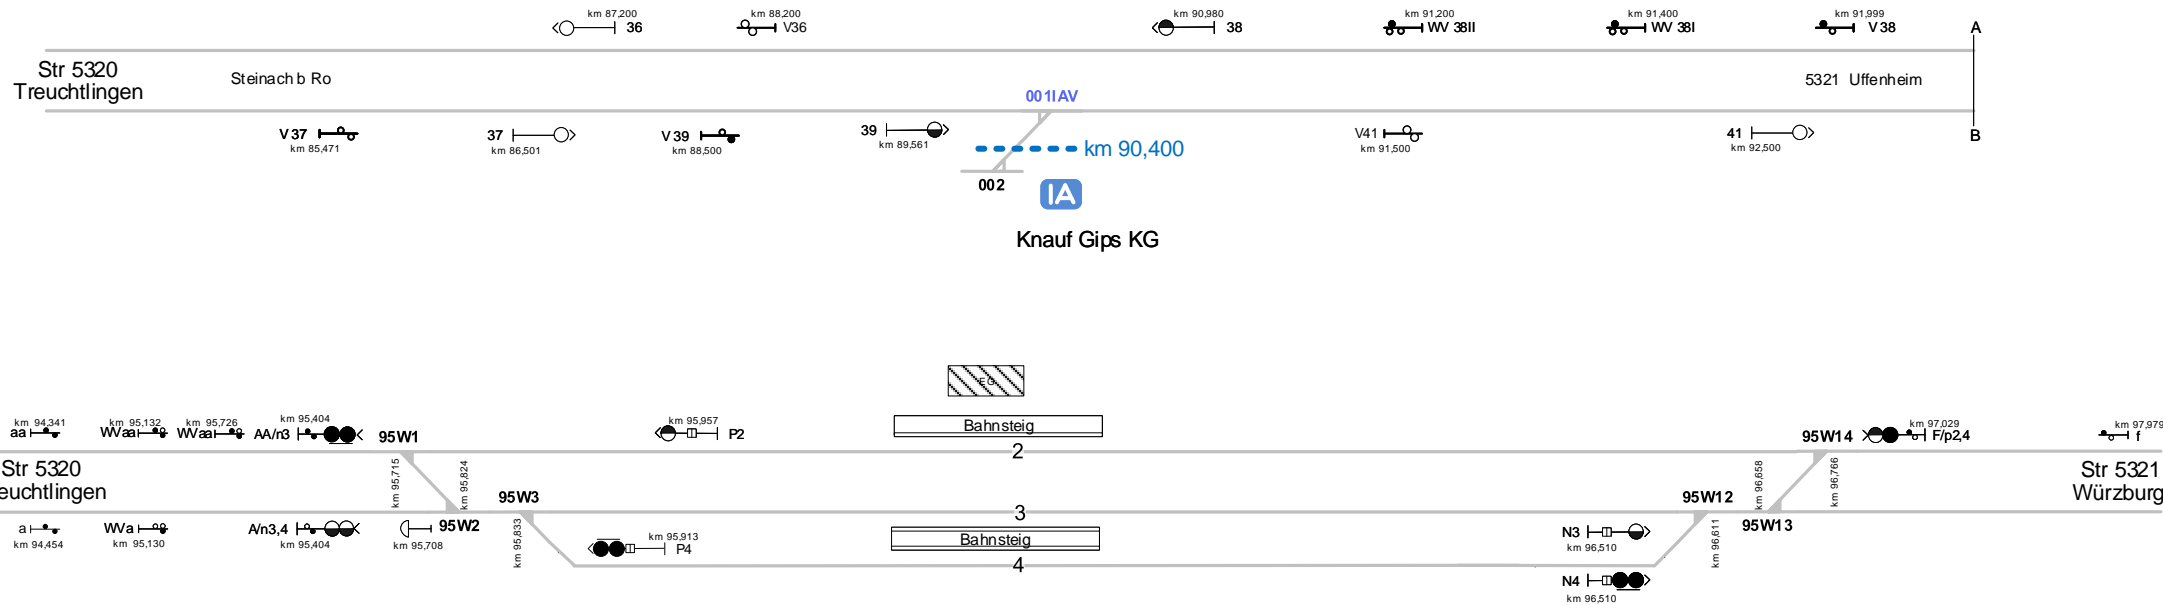 km 87,200
36
km 88,200
V36
km 90,980
38
km 91,200
WV 38II
km 91,400
WV 38I
km 91,999
V 38
A
Str 5320
Treuchtlingen
Steinach b Ro
5321 Uffenheim
001IAV
V 37
km 85,471
37
km 86,501
V 39
km 88,500
39
km 89,561
km 90,400
V41
km 91,500
41
km 92,500
B
002
IA
Knauf Gips KG
EG
km 94,341
aa
km 95,132
WVaa
km 95,726
WVaa
km 95,404
AA/n3
95W1
km 95,957
P2
Bahnsteig
2
95W14
km 97,029
F/p2,4
km 97,979
f
Str 5320
euchtlingen
km 95,715
km 95,824
95W3
3
95W12
km 96,658
km 96,766
Str 5321
Würzburg
a
km 94,454
WVa
km 95,130
A/n3,4
km 95,404
km 95,708
95W2
km 95,833
km 95,913
P4
Bahnsteig
4
N3
km 96,510
km 96,611
95W13
N4
km 96,510